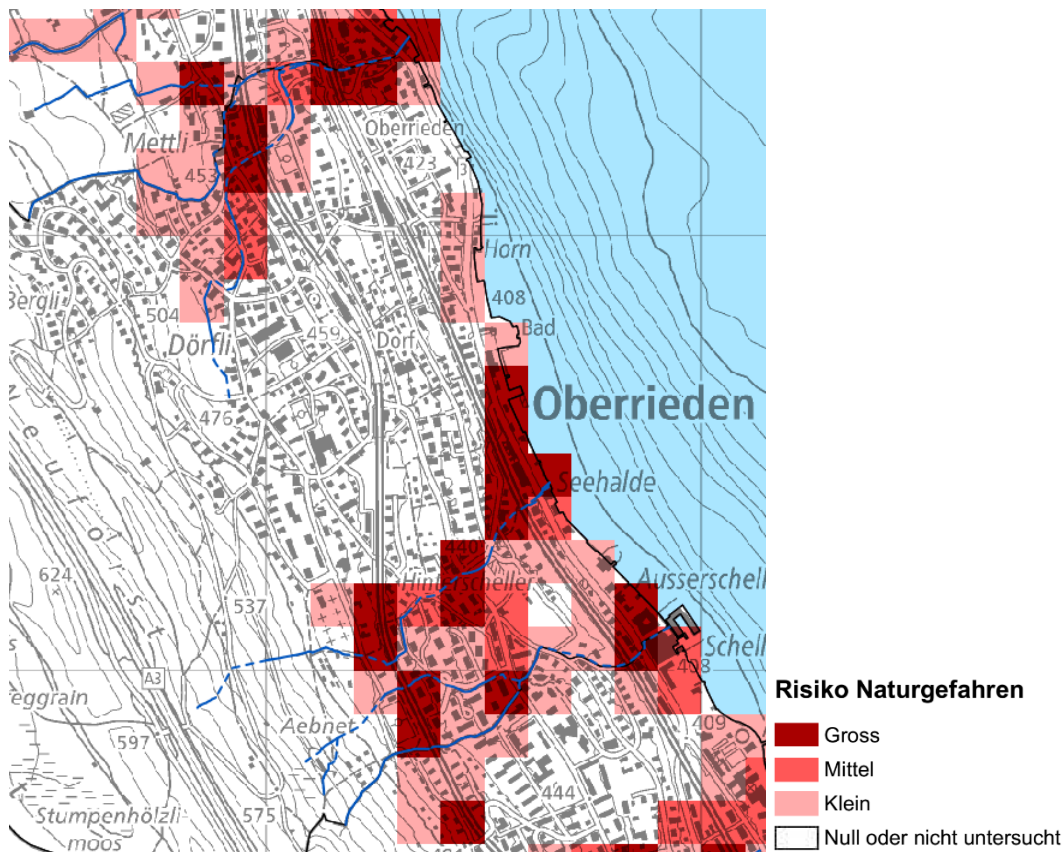 Oberrieden
Mettli
423
453
Horn
Bergli
504
408
Bad
Dörfli
459
Dorf
Oberrieden
476
Seehalde
440
624
Hinterscheller
Ausserschell
537
Schell
408
A3
eggrain
Aebnet
409
597
444
575
Stumpenhölzli-
moos
Risiko Naturgefahren
Gross
Mittel
Klein
Null oder nicht untersucht